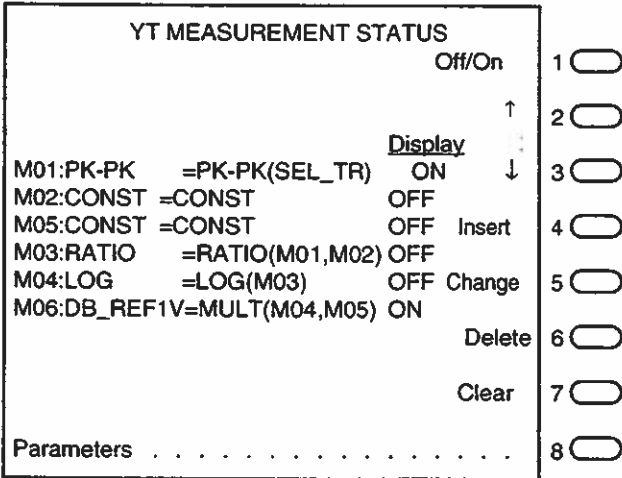 YT MEASUREMENT STATUS
Off/On 1
↑ 2
Display
M01:PK-PK =PK-PK(SEL_TR) ON ↓ 3
M02:CONST =CONST OFF
M05:CONST =CONST OFF Insert 4
M03:RATIO =RATIO(M01,M02) OFF
M04:LOG =LOG(M03) OFF Change 5
M06:DB_REF1V=MULT(M04,M05) ON
Delete 6
Clear 7
Parameters . . . . . . . . . . . . . . . . 8